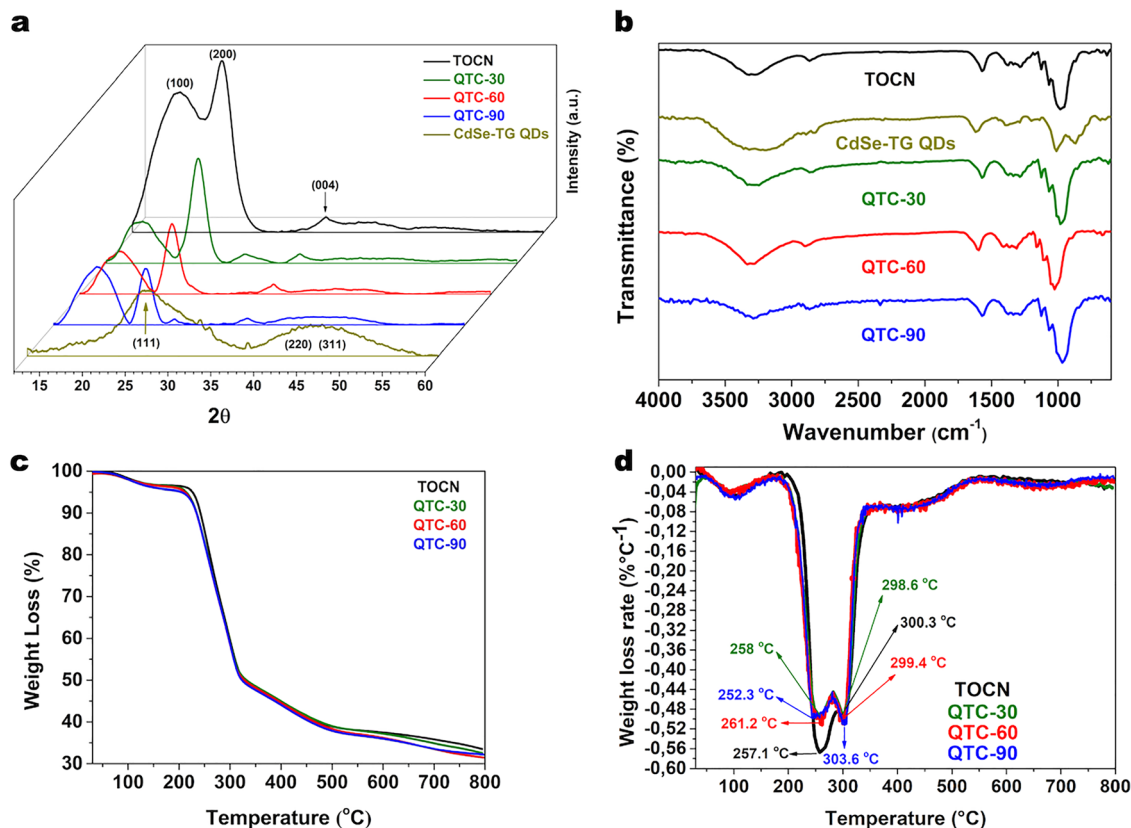 a
(100)
(200)
(004)
(111)
(220) (311)
TOCN
QTC-30
QTC-60
QTC-90
CdSe-TG QDs
Intensity (a.u.)
15 20 25 30 35 40 45 50 55 60
2θ
b
TOCN
CdSe-TG QDs
QTC-30
QTC-60
QTC-90
Transmittance (%)
4000 3500 3000 2500 2000 1500 1000
Wavenumber (cm⁻¹)
c
100
90
80
70
60
50
40
30
Weight Loss (%)
TOCN
QTC-30
QTC-60
QTC-90
100 200 300 400 500 600 700 800
Temperature (°C)
d
0,00
-0,04
-0,08
-0,12
-0,16
-0,20
-0,24
-0,28
-0,32
-0,36
-0,40
-0,44
-0,48
-0,52
-0,56
-0,60
Weight loss rate (%°C⁻¹)
298.6 °C
258 °C
300.3 °C
299.4 °C
252.3 °C
261.2 °C
257.1 °C
303.6 °C
TOCN
QTC-30
QTC-60
QTC-90
100 200 300 400 500 600 700 800
Temperature (°C)